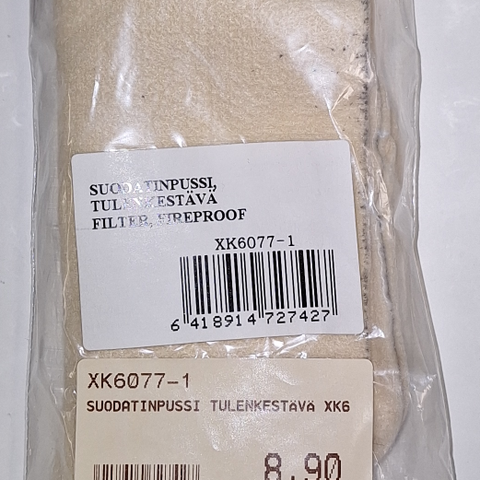 SUODATINPUSSI,
TULENKESTÄVÄ
FILTER, FIREPROOF
XK6077-1
6 418914 727427
XK6077-1
SUODATINPUSSI TULENKESTÄVÄ XK6
8.90